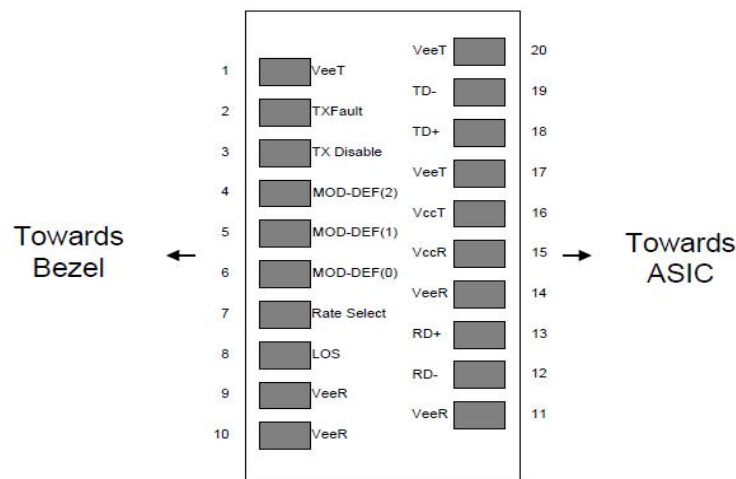 VeeT 20
1 VeeT
TD- 19
2 TXFault
TD+ 18
3 TX Disable
VeeT 17
4 MOD-DEF(2)
VccT 16
5 MOD-DEF(1)
Towards
Bezel
VccR 15
Towards
ASIC
6 MOD-DEF(0)
VeeR 14
7 Rate Select
RD+ 13
8 LOS
RD- 12
9 VeeR
VeeR 11
10 VeeR